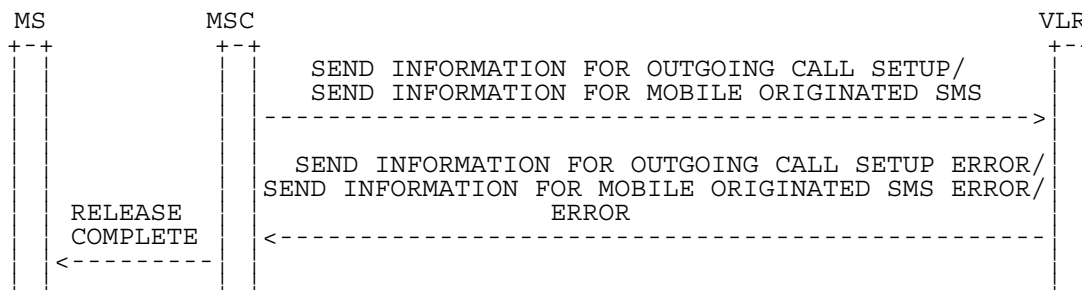 MS MSC VLR
SEND INFORMATION FOR OUTGOING CALL SETUP/
SEND INFORMATION FOR MOBILE ORIGINATED SMS
SEND INFORMATION FOR OUTGOING CALL SETUP ERROR/
SEND INFORMATION FOR MOBILE ORIGINATED SMS ERROR/
RELEASE ERROR
COMPLETE